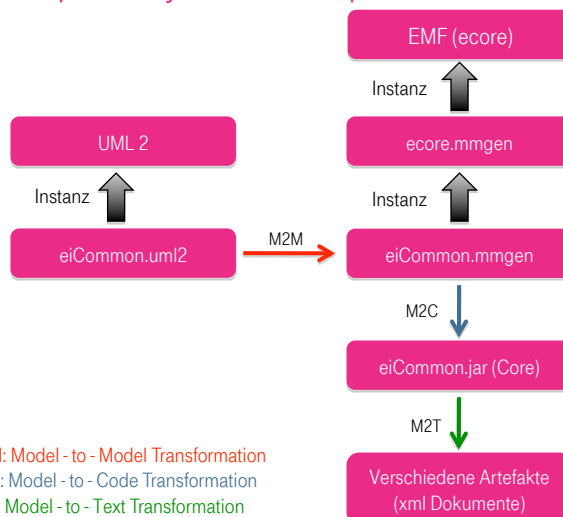 EMF (ecore)
Instanz
UML 2
ecore.mmgen
Instanz
Instanz
eiCommon.uml2
M2M
eiCommon.mmgen
M2C
eiCommon.jar (Core)
M2T
: Model - to - Model Transformation
: Model - to - Code Transformation
Model - to - Text Transformation
Verschiedene Artefakte
(xml Dokumente)